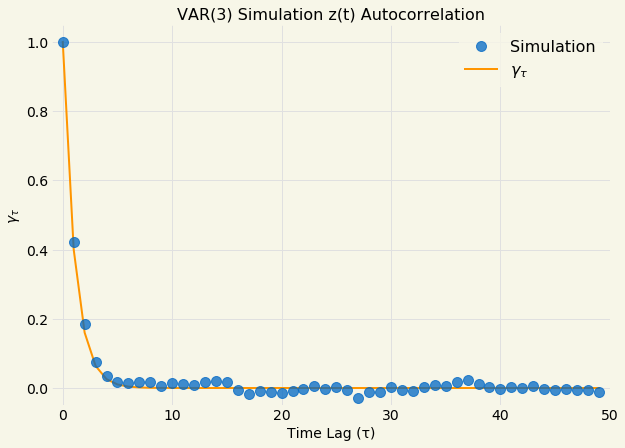 VAR(3) Simulation z(t) Autocorrelation
Simulation
γτ
1.0
0.8
0.6
0.4
0.2
0.0
γτ
0 10 20 30 40 50
Time Lag (τ)